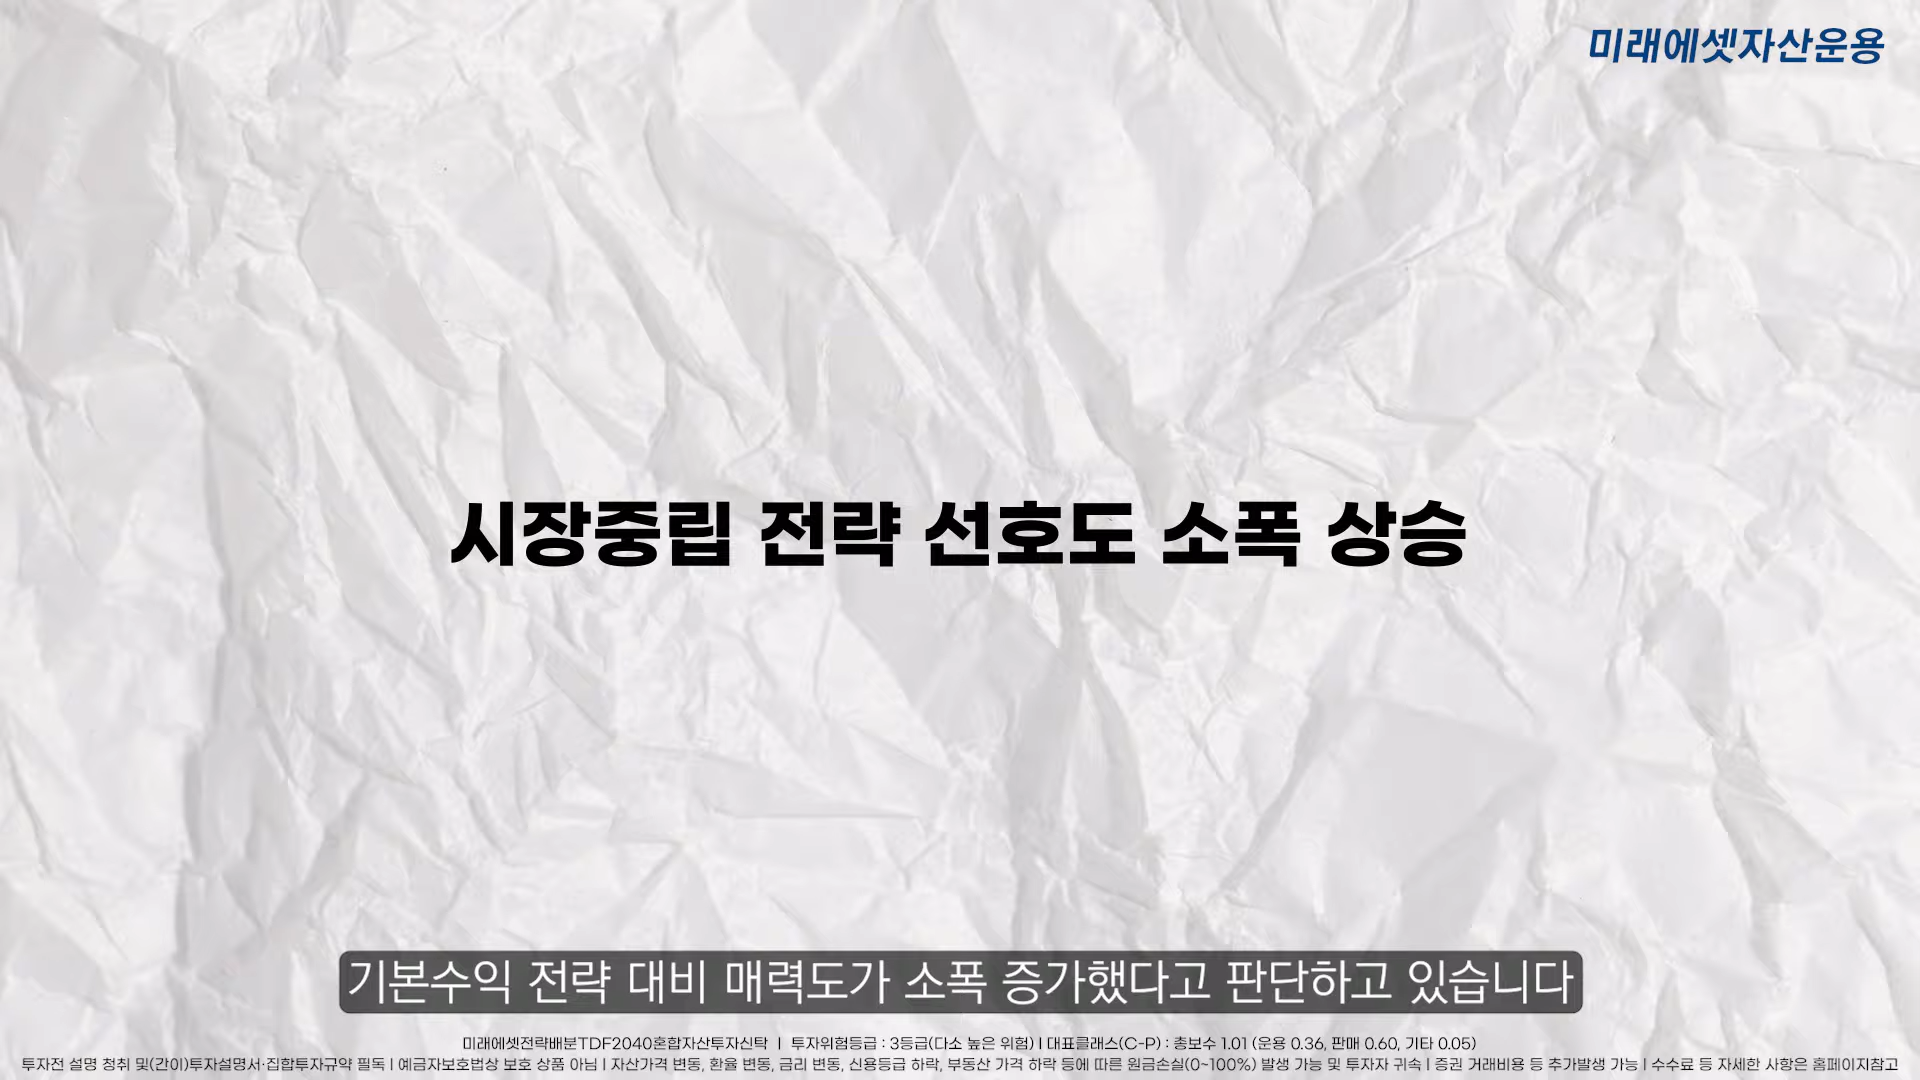 미래에셋자산운용
시장중립 전략 선호도 소폭 상승
기본수익 전략 대비 매력도가 소폭 증가했다고 판단하고 있습니다
미래에셋전략배분TDF2040혼합자산투자신탁 ㅣ 투자위험등급 : 3등급(다소 높은 위험) l 대표클래스(C-P) : 총보수 1.01 (운용 0.36, 판매 0.60, 기타 0.05)
투자전 설명 청취 및(간이)투자설명서·집합투자규약 필독 l 예금자보호법상 보호 상품 아님 l 자산가격 변동, 환율 변동, 금리 변동, 신용등급 하락, 부동산 가격 하락 등에 따른 원금손실(0~100%) 발생 가능 및 투자자 귀속 l 증권 거래비용 등 추가발생 가능 l 수수료 등 자세한 사항은 홈페이지참고